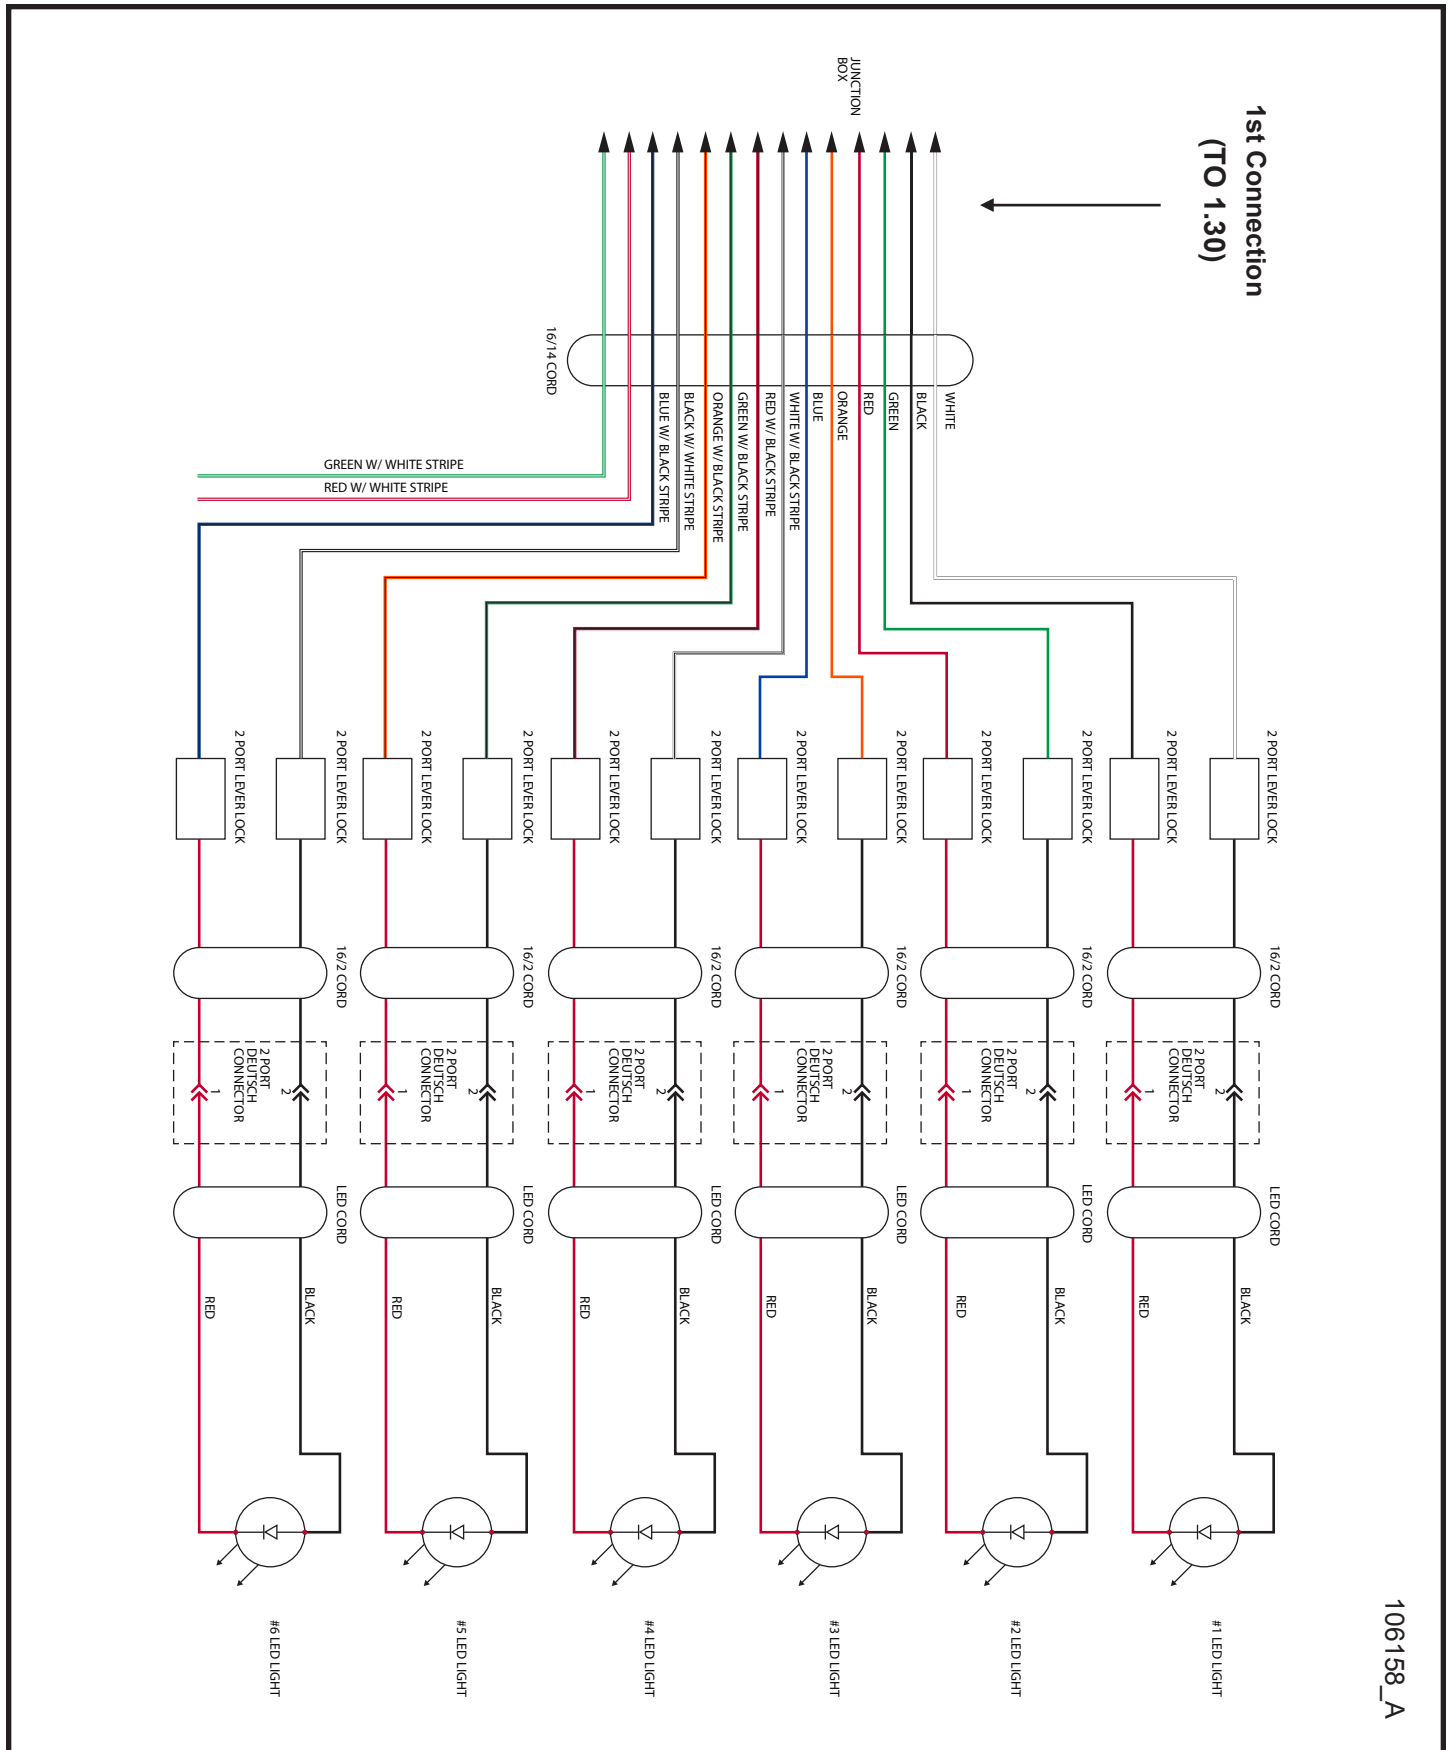 106158_A
1st Connection
(TO 1.30)
JUNCTION
BOX
16/14 CORD
WHITE
BLACK
GREEN
RED
ORANGE
BLUE
WHITE W/ BLACK STRIPE
RED W/ BLACK STRIPE
GREEN W/ BLACK STRIPE
ORANGE W/ BLACK STRIPE
BLACK W/ WHITE STRIPE
BLUE W/ BLACK STRIPE
RED W/ WHITE STRIPE
GREEN W/ WHITE STRIPE
2 PORT LEVER LOCK
2 PORT LEVER LOCK
16/2 CORD
2 PORT
DEUTSCH
CONNECTOR
2
1
LED CORD
BLACK
RED
#1 LED LIGHT
2 PORT LEVER LOCK
2 PORT LEVER LOCK
16/2 CORD
2 PORT
DEUTSCH
CONNECTOR
2
1
LED CORD
BLACK
RED
#2 LED LIGHT
2 PORT LEVER LOCK
2 PORT LEVER LOCK
16/2 CORD
2 PORT
DEUTSCH
CONNECTOR
2
1
LED CORD
BLACK
RED
#3 LED LIGHT
2 PORT LEVER LOCK
2 PORT LEVER LOCK
16/2 CORD
2 PORT
DEUTSCH
CONNECTOR
2
1
LED CORD
BLACK
RED
#4 LED LIGHT
2 PORT LEVER LOCK
2 PORT LEVER LOCK
16/2 CORD
2 PORT
DEUTSCH
CONNECTOR
2
1
LED CORD
BLACK
RED
#5 LED LIGHT
2 PORT LEVER LOCK
2 PORT LEVER LOCK
16/2 CORD
2 PORT
DEUTSCH
CONNECTOR
2
1
LED CORD
BLACK
RED
#6 LED LIGHT